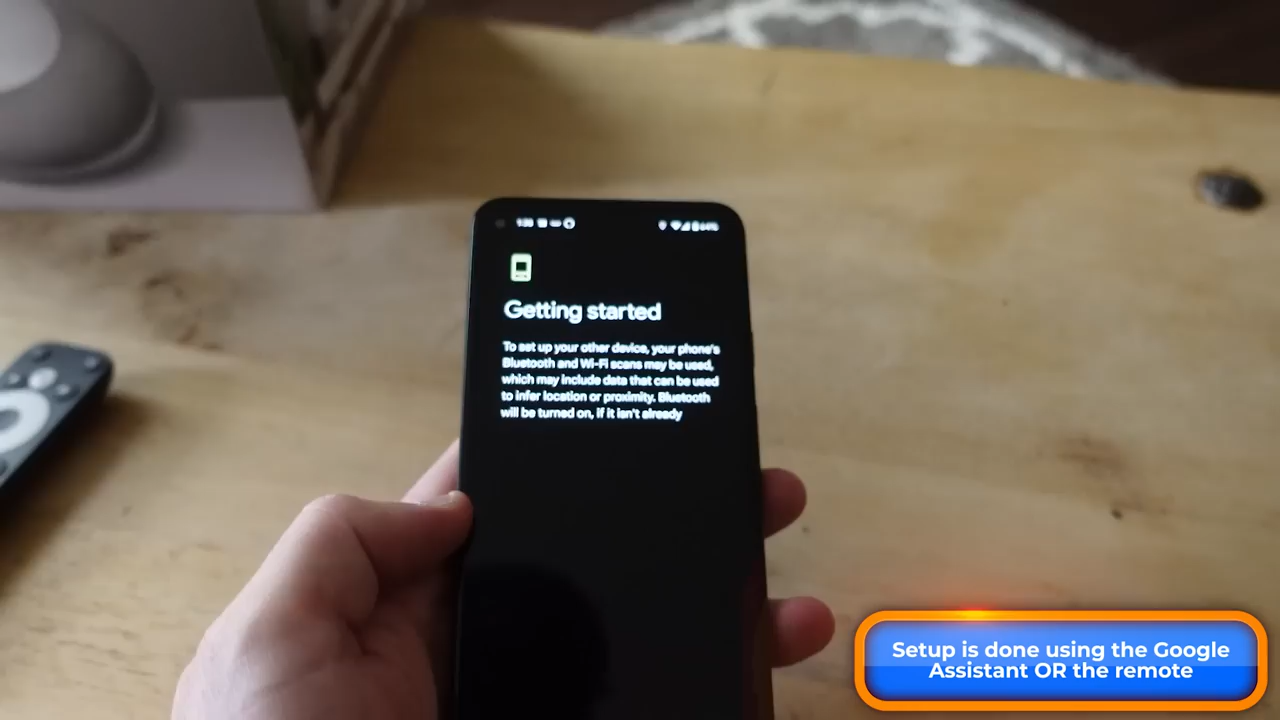 Getting started
To set up your other device, your phone's
Bluetooth and Wi-Fi scans may be used,
which may include data that can be used
to infer location or proximity. Bluetooth
will be turned on, if it isn't already
Setup is done using the Google
Assistant OR the remote